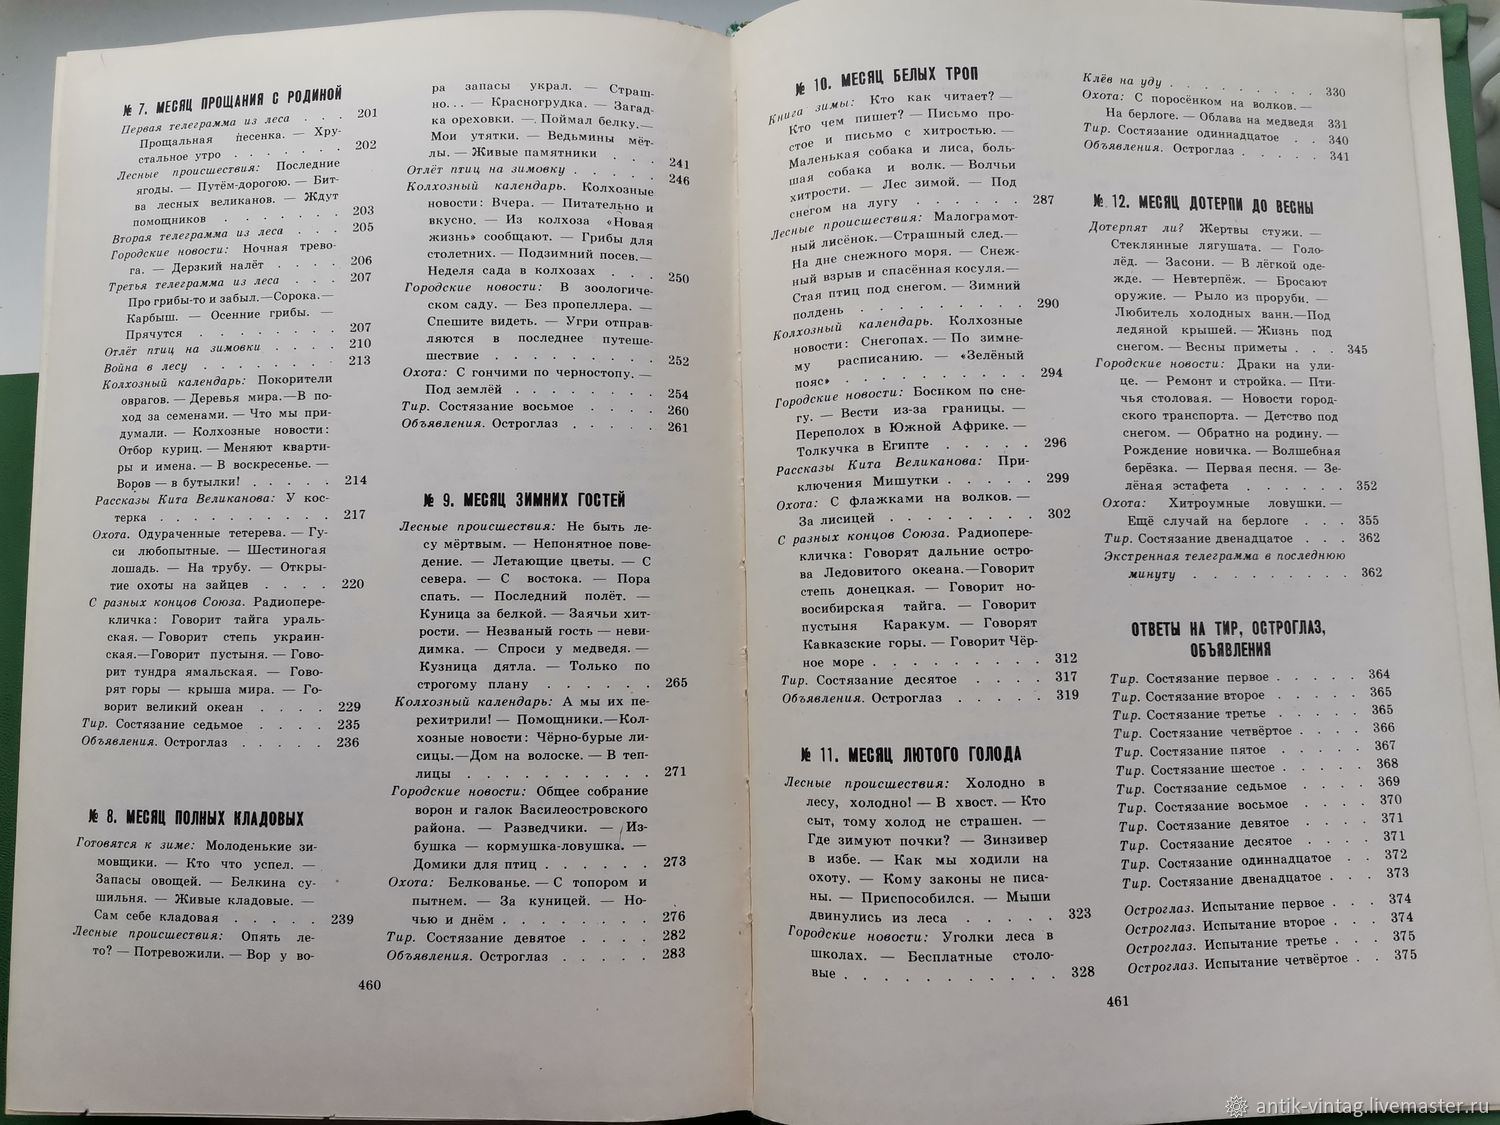 № 7. МЕСЯЦ ПРОЩАНИЯ С РОДИНОЙ
Первая телеграмма из леса . . . 201
Прощальная песенка. — Хру-
стальное утро . . . . . . 202
Лесные происшествия: Последние
ягоды. — Путём-дорогою. — Бит-
ва лесных великанов. — Ждут
помощников . . . . . . . 203
Вторая телеграмма из леса . . . 205
Городские новости: Ночная трево-
га. — Дерзкий налёт . . . . 206
Третья телеграмма из леса . . . 207
Про грибы-то и забыл. — Сорока. —
Карбыш. — Осенние грибы. —
Прячутся . . . . . . . . 207
Отлёт птиц на зимовки . . . . 210
Война в лесу . . . . . . . 213
Колхозный календарь: Покорители
оврагов. — Деревья мира. — В по-
ход за семенами. — Что мы при-
думали. — Колхозные новости:
Отбор куриц. — Меняют кварти-
ры и имена. — В воскресенье. —
Воров — в бутылки! . . . . . 214
Рассказы Кита Великанова: У кос-
терка . . . . . . . . . . 217
Охота. Одураченные тетерева. — Гу-
си любопытные. — Шестиногая
лошадь. — На трубу. — Откры-
тие охоты на зайцев . . . . 220
С разных концов Союза. Радиопере-
кличка: Говорит тайга ураль-
ская. — Говорит степь украин-
ская. — Говорит пустыня. — Гово-
рит тундра ямальская. — Гово-
рят горы — крыша мира. — Го-
ворит великий океан . . . . 229
Тир. Состязание седьмое . . . . 235
Объявления. Остроглаз . . . . . 236
№ 8. МЕСЯЦ ПОЛНЫХ КЛАДОВЫХ
Готовятся к зиме: Молоденькие зи-
мовщики. — Кто что успел. —
Запасы овощей. — Белкина су-
шильня. — Живые кладовые. —
Сам себе кладовая . . . . . 239
Лесные происшествия: Опять ле-
то? — Потревожили. — Вор у во-
460
ра запасы украл. — Страш-
но... — Красногрудка. — Загад-
ка ореховки. — Поймал белку. —
Мои утятки. — Ведьмины мёт-
лы. — Живые памятники . . . 241
Отлёт птиц на зимовку . . . . . 246
Колхозный календарь. Колхозные
новости: Вчера. — Питательно и
вкусно. — Из колхоза «Новая
жизнь» сообщают. — Грибы для
столетних. — Подзимний посев. —
Неделя сада в колхозах . . . 250
Городские новости: В зоологиче-
ском саду. — Без пропеллера. —
Спешите видеть. — Угри отправ-
ляются в последнее путеше-
шествие . . . . . . . . . 252
Охота: С гончими по чернотропу. —
Под землёй . . . . . . . . 254
Тир. Состязание восьмое . . . . 260
Объявления. Остроглаз . . . . . 261
№ 9. МЕСЯЦ ЗИМНИХ ГОСТЕЙ
Лесные происшествия: Не быть ле-
су мёртвым. — Непонятное пове-
дение. — Летающие цветы. — С
севера. — С востока. — Пора
спать. — Последний полёт. —
Куница за белкой. — Заячьи хит-
рости. — Незваный гость — неви-
димка. — Спроси у медведя. —
Кузница дятла. — Только по
строгому плану . . . . . . 265
Колхозный календарь: А мы их пе-
рехитрили! — Помощники. — Кол-
хозные новости: Чёрно-бурые ли-
сицы. — Дом на волоске. — В теп-
лицы . . . . . . . . . . 271
Городские новости: Общее собрание
ворон и галок Василеостровского
района. — Разведчики. — Из-
бушка — кормушка-ловушка. —
Домики для птиц . . . . . . 273
Охота: Белкованье. — С топором и
пытнем. — За куницей. — Но-
чью и днём . . . . . . . . 276
Тир. Состязание девятое . . . . 282
Объявления. Остроглаз . . . . . 283
№ 10. МЕСЯЦ БЕЛЫХ ТРОП
Книга зимы: Кто как читает? —
Кто чем пишет? — Письмо про-
стое и письмо с хитростью. —
Маленькая собака и лиса, боль-
шая собака и волк. — Волчьи
хитрости. — Лес зимой. — Под
снегом на лугу . . . . . . 287
Лесные происшествия: Малограмот-
ный лисёнок. — Страшный след. —
На дне снежного моря. — Снеж-
ный взрыв и спасённая косуля. —
Стая птиц под снегом. — Зимний
полдень . . . . . . . . . 290
Колхозный календарь. Колхозные
новости: Снегопах. — По зимне-
му расписанию. — «Зелёный
пояс» . . . . . . . . . . 294
Городские новости: Босиком по сне-
гу. — Вести из-за границы. —
Переполох в Южной Африке. —
Толкучка в Египте . . . . . 296
Рассказы Кита Великанова: При-
ключения Мишутки . . . . . 299
Охота: С флажками на волков. —
За лисицей . . . . . . . . 302
С разных концов Союза. Радиопере-
кличка: Говорят дальние остро-
ва Ледовитого океана. — Говорит
степь донецкая. — Говорит но-
восибирская тайга. — Говорит
пустыня Каракум. — Говорят
Кавказские горы. — Говорит Чёр-
ное море . . . . . . . . . 312
Тир. Состязание десятое . . . . 317
Объявления. Остроглаз . . . . . 319
№ 11. МЕСЯЦ ЛЮТОГО ГОЛОДА
Лесные происшествия: Холодно в
лесу, холодно! — В хвост. — Кто
сыт, тому холод не страшен. —
Где зимуют почки? — Зинзивер
в избе. — Как мы ходили на
охоту. — Кому законы не писа-
ны. — Приспособился. — Мыши
двинулись из леса . . . . . 323
Городские новости: Уголки леса в
школах. — Бесплатные столо-
вые . . . . . . . . . . . 328
Клёв на уду . . . . . . . . . 330
Охота: С поросёнком на волков. —
На берлоге. — Облава на медведя 331
Тир. Состязание одиннадцатое . . 340
Объявления. Остроглаз . . . . . 341
№ 12. МЕСЯЦ ДОТЕРПИ ДО ВЕСНЫ
Дотерпят ли? Жертвы стужи. —
Стеклянные лягушата. — Голо-
лёд. — Засони. — В лёгкой оде-
жде. — Невтерпёж. — Бросают
оружие. — Рыло из проруби. —
Любитель холодных ванн. — Под
ледяной крышей. — Жизнь под
снегом. — Весны приметы . . . 345
Городские новости: Драки на ули-
це. — Ремонт и стройка. — Пти-
чья столовая. — Новости город-
ского транспорта. — Детство под
снегом. — Обратно на родину. —
Рождение новичка. — Волшебная
берёзка. — Первая песня. — Зе-
лёная эстафета . . . . . . 352
Охота: Хитроумные ловушки. —
Ещё случай на берлоге . . . 355
Тир. Состязание двенадцатое . . 362
Экстренная телеграмма в последнюю
минуту . . . . . . . . . 362
ОТВЕТЫ НА ТИР, ОСТРОГЛАЗ,
ОБЪЯВЛЕНИЯ
Тир. Состязание первое . . . . . 364
Тир. Состязание второе . . . . . 365
Тир. Состязание третье . . . . . 365
Тир. Состязание четвёртое . . . . 366
Тир. Состязание пятое . . . . . 367
Тир. Состязание шестое . . . . . 368
Тир. Состязание седьмое . . . . 369
Тир. Состязание восьмое . . . . 370
Тир. Состязание девятое . . . . 371
Тир. Состязание десятое . . . . 371
Тир. Состязание одиннадцатое . . 372
Тир. Состязание двенадцатое . . . 373
Остроглаз. Испытание первое . . . 374
Остроглаз. Испытание второе . . . 374
Остроглаз. Испытание третье . . . 375
Остроглаз. Испытание четвёртое . . 375
461
antik-vintag.livemaster.ru